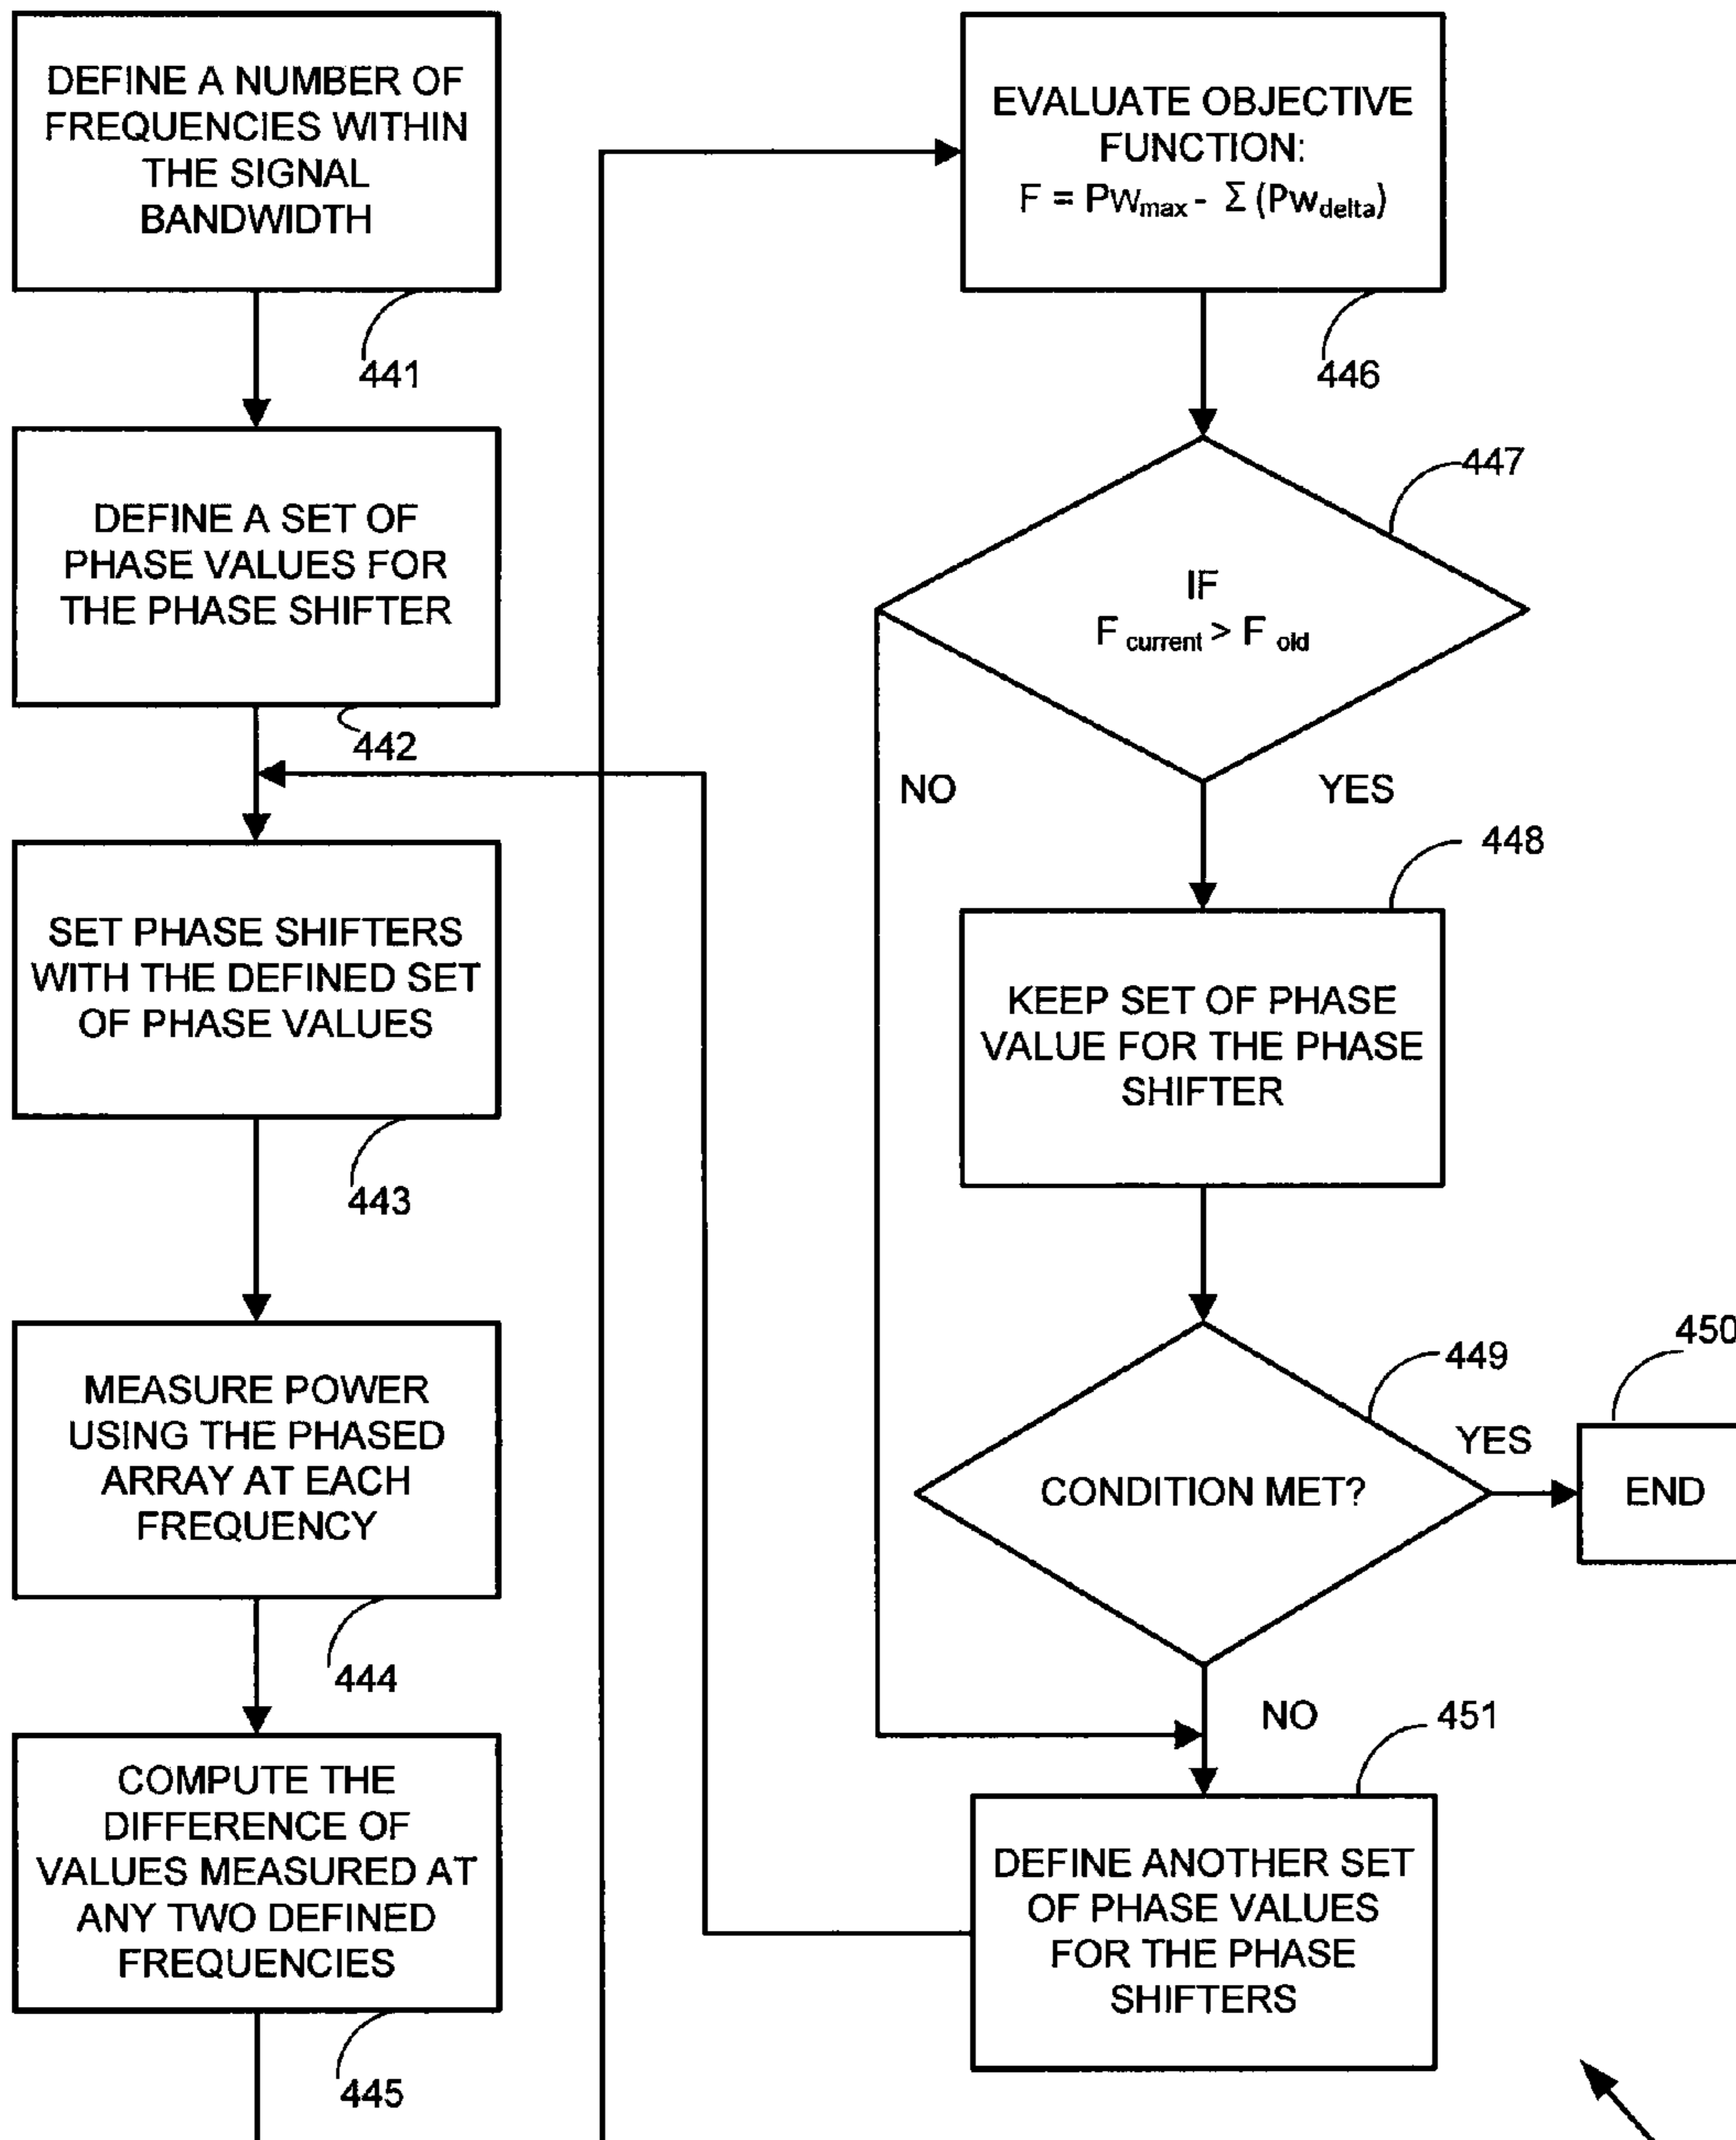 DEFINE A NUMBER OF
FREQUENCIES WITHIN
THE SIGNAL
BANDWIDTH
441
DEFINE A SET OF
PHASE VALUES FOR
THE PHASE SHIFTER
442
SET PHASE SHIFTERS
WITH THE DEFINED SET
OF PHASE VALUES
443
MEASURE POWER
USING THE PHASED
ARRAY AT EACH
FREQUENCY
444
COMPUTE THE
DIFFERENCE OF
VALUES MEASURED AT
ANY TWO DEFINED
FREQUENCIES
445
EVALUATE OBJECTIVE
FUNCTION:
F = Pwmax - Σ (Pwdelta)
446
447
IF
F current > F old
NO
YES
448
KEEP SET OF PHASE
VALUE FOR THE PHASE
SHIFTER
449
CONDITION MET?
YES
450
END
NO
451
DEFINE ANOTHER SET
OF PHASE VALUES
FOR THE PHASE
SHIFTERS